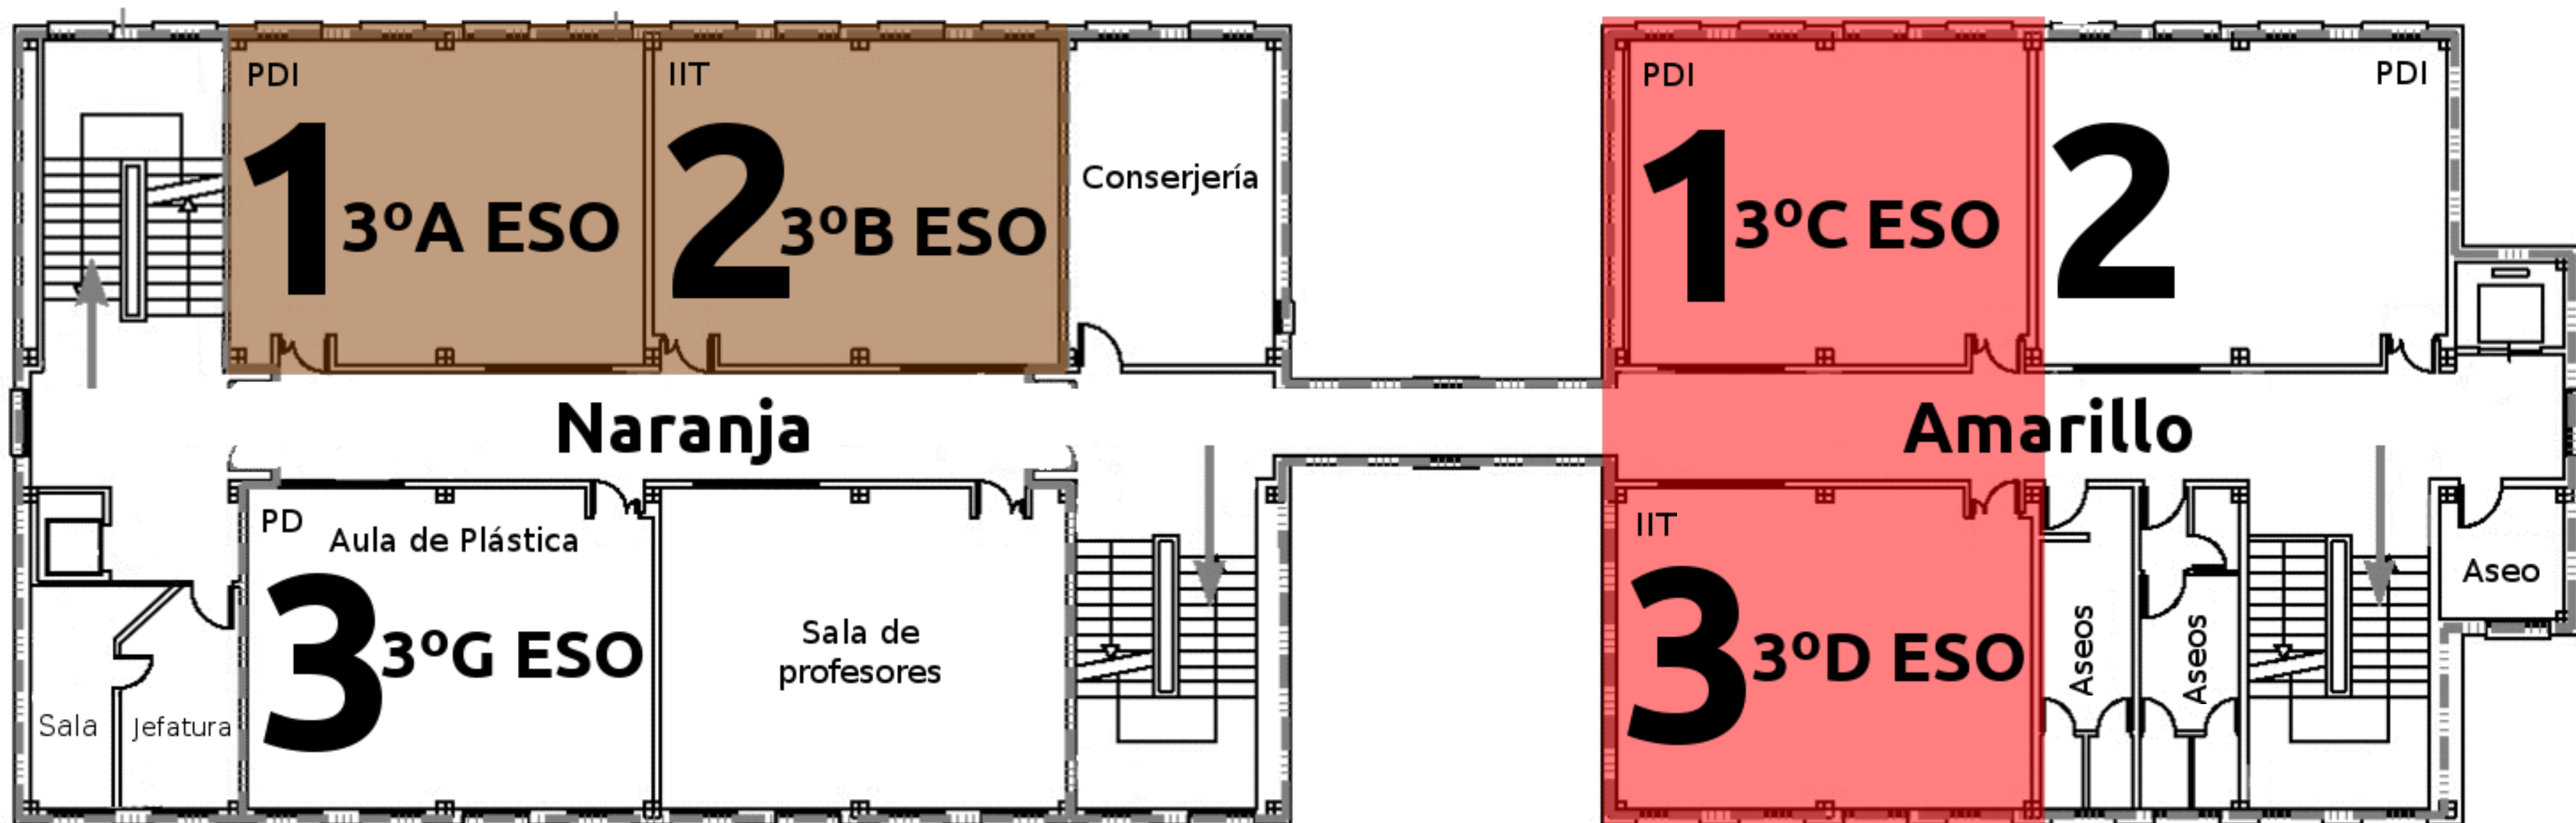 PDI
1 3ºA ESO
IIT
2 3ºB ESO
Conserjería
PDI
1 3ºC ESO
PDI
2
Naranja
Amarillo
PD
Aula de Plástica
3 3ºG ESO
Sala de
profesores
Sala
Jefatura
IIT
3 3ºD ESO
Aseos
Aseos
Aseo